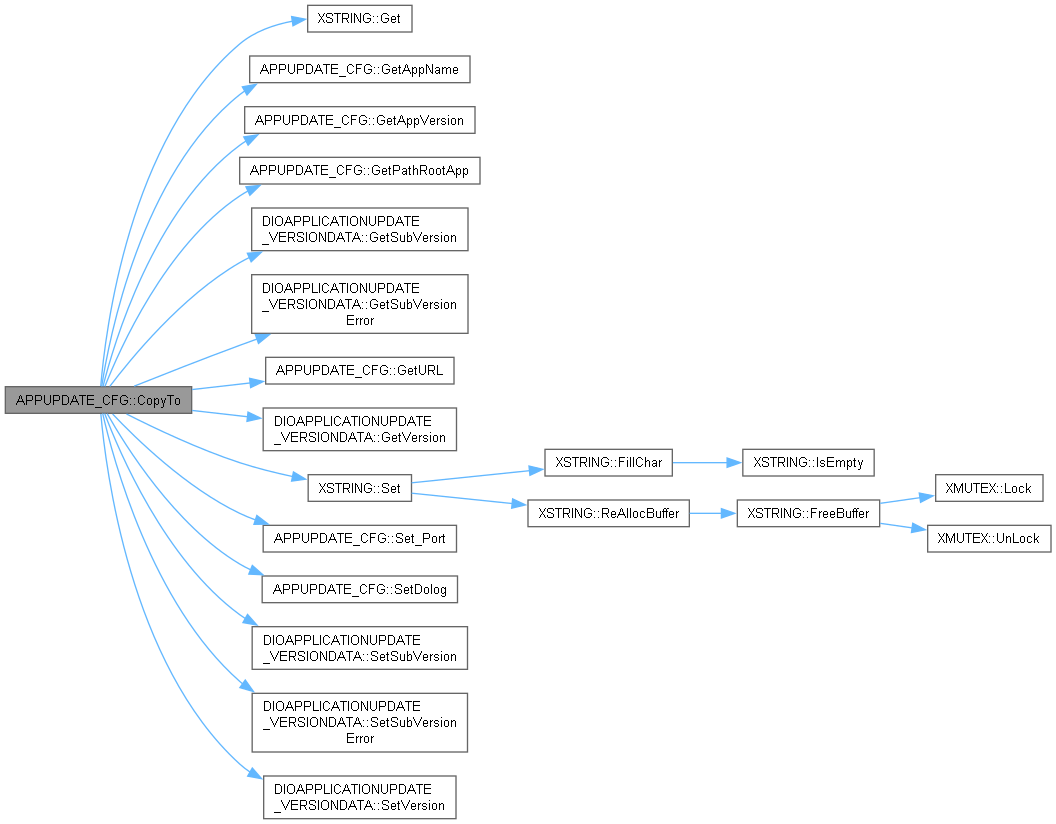 XSTRING::Get
APPUPDATE_CFG::GetAppName
APPUPDATE_CFG::GetAppVersion
APPUPDATE_CFG::GetPathRootApp
DIOAPPLICATIONUPDATE
_VERSIONDATA::GetSubVersion
DIOAPPLICATIONUPDATE
_VERSIONDATA::GetSubVersion
Error
APPUPDATE_CFG::GetURL
APPUPDATE_CFG::CopyTo
DIOAPPLICATIONUPDATE
_VERSIONDATA::GetVersion
XSTRING::Set
XSTRING::FillChar
XSTRING::IsEmpty
XSTRING::ReAllocBuffer
XSTRING::FreeBuffer
XMUTEX::Lock
XMUTEX::UnLock
APPUPDATE_CFG::Set_Port
APPUPDATE_CFG::SetDolog
DIOAPPLICATIONUPDATE
_VERSIONDATA::SetSubVersion
DIOAPPLICATIONUPDATE
_VERSIONDATA::SetSubVersion
Error
DIOAPPLICATIONUPDATE
_VERSIONDATA::SetVersion